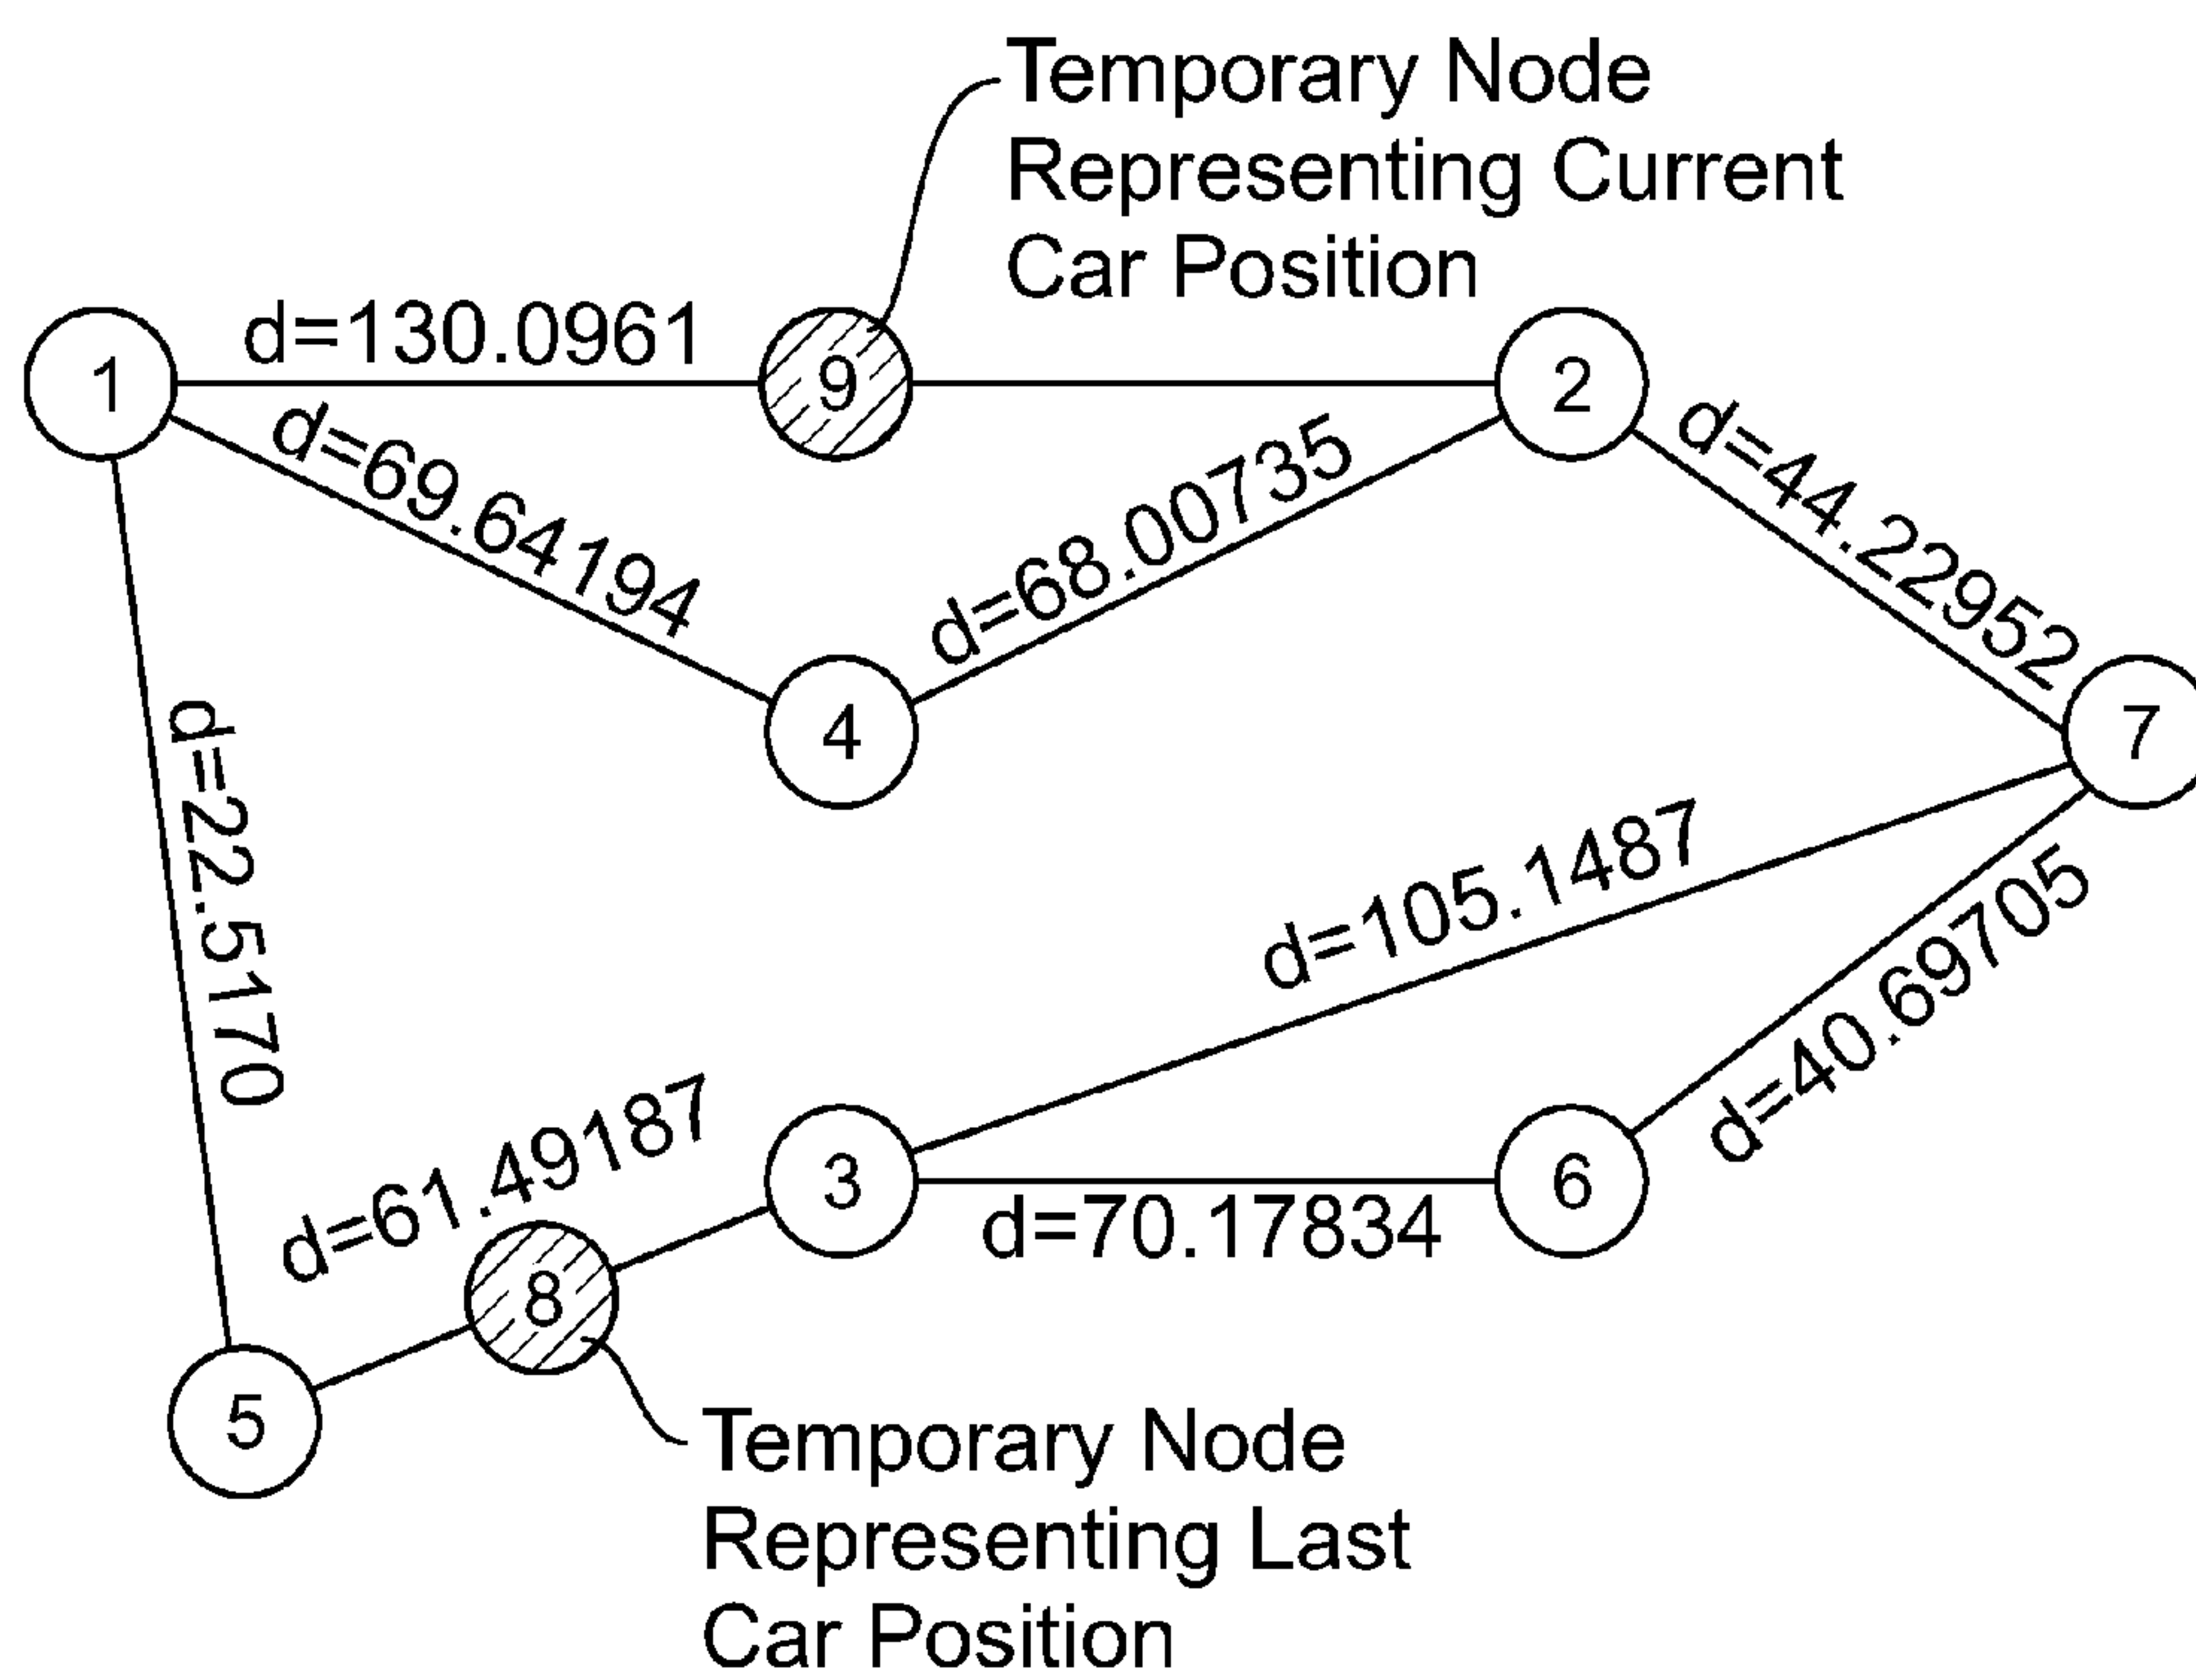 Temporary Node
Representing Current
Car Position
d=130.0961
1
9
2
d=69.64194
d=68.00735
d=44.22952
4
7
d=22.5170
d=105.1487
d=40.69705
d=61.49187
3
6
d=70.17834
8
5
Temporary Node
Representing Last
Car Position